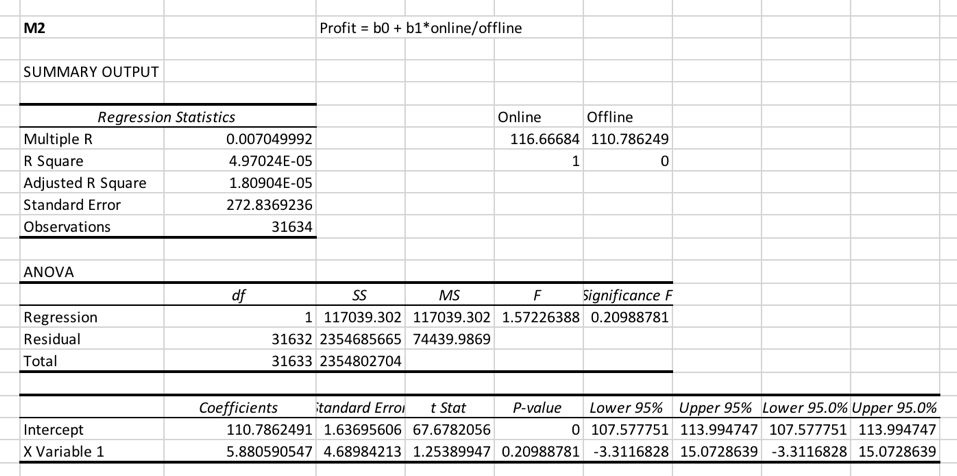 M2 Profit = b0 + b1*online/offline
SUMMARY OUTPUT
Regression Statistics Online Offline
Multiple R 0.007049992 116.66684 110.786249
R Square 4.97024E-05 1 0
Adjusted R Square 1.80904E-05
Standard Error 272.8369236
Observations 31634
ANOVA
df SS MS F Significance F
Regression 1 117039.302 117039.302 1.57226388 0.20988781
Residual 31632 2354685665 74439.9869
Total 31633 2354802704
Coefficients Standard Error t Stat P-value Lower 95% Upper 95% Lower 95.0% Upper 95.0%
Intercept 110.7862491 1.63695606 67.6782056 0 107.577751 113.994747 107.577751 113.994747
X Variable 1 5.880590547 4.68984213 1.25389947 0.20988781 -3.3116828 15.0728639 -3.3116828 15.0728639